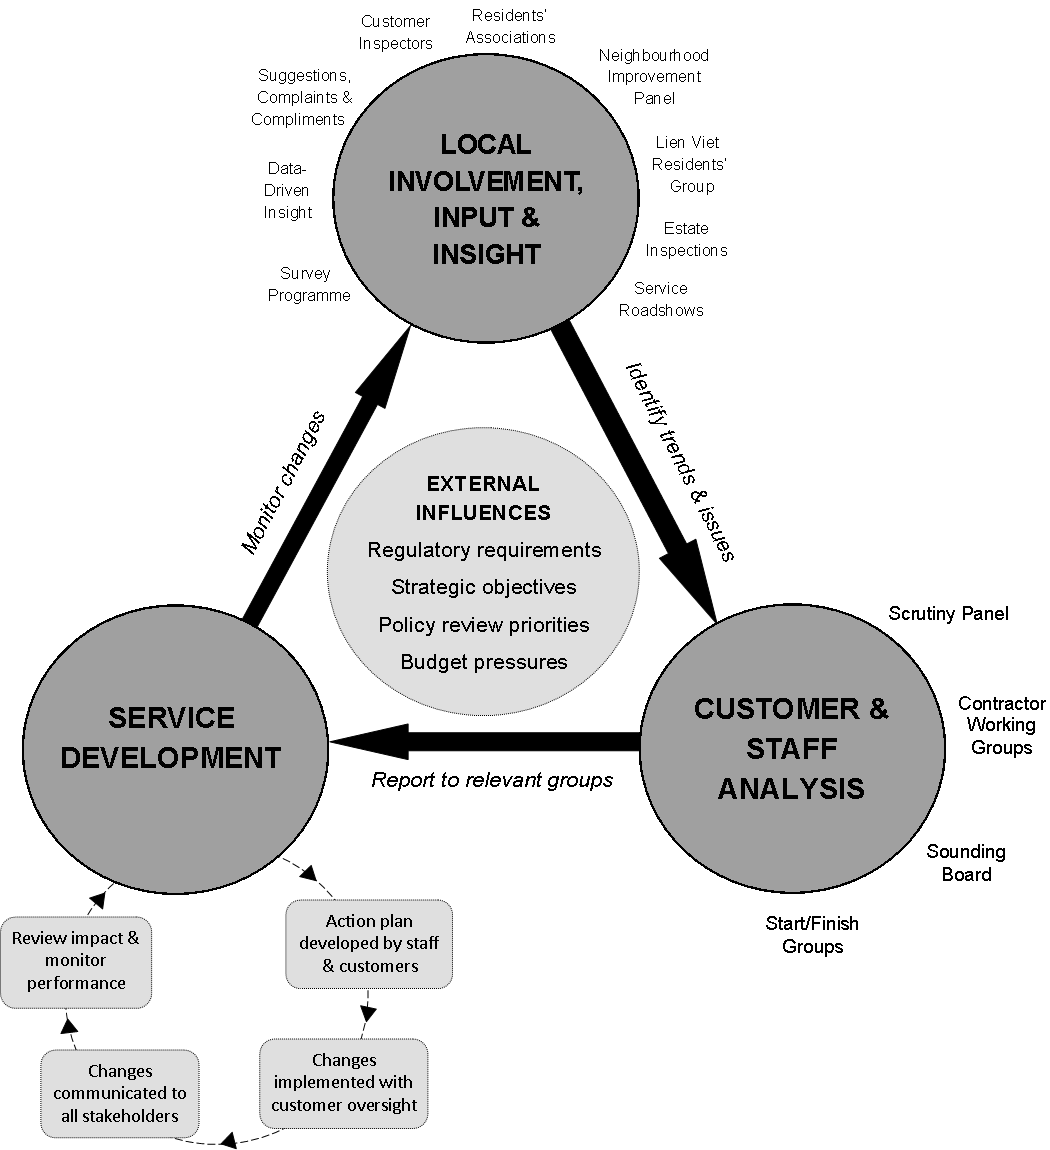 Customer
Inspectors
Residents'
Associations
Neighbourhood
Improvement
Panel
Suggestions,
Complaints &
Compliments
Lien Viet
Residents'
Group
Data-
Driven
Insight
Estate
Inspections
Survey
Programme
Service
Roadshows
LOCAL
INVOLVEMENT,
INPUT &
INSIGHT
Identify trends & issues
Monitor changes
EXTERNAL
INFLUENCES
Regulatory requirements
Strategic objectives
Policy review priorities
Budget pressures
Scrutiny Panel
Contractor
Working
Groups
Sounding
Board
Start/Finish
Groups
CUSTOMER &
STAFF
ANALYSIS
Report to relevant groups
SERVICE
DEVELOPMENT
Action plan
developed by staff
& customers
Changes
implemented with
customer oversight
Changes
communicated to
all stakeholders
Review impact &
monitor
performance